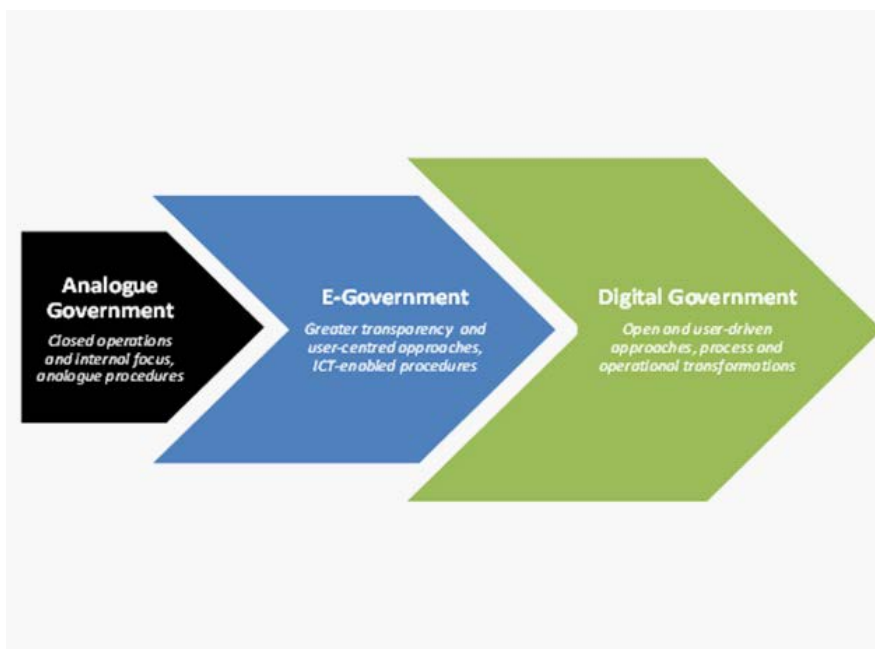 Analogue
Government
Closed operations
and internal focus,
analogue procedures
E-Government
Greater transparency and
user-centred approaches,
ICT-enabled procedures
Digital Government
Open and user-driven
approaches, process and
operational transformations